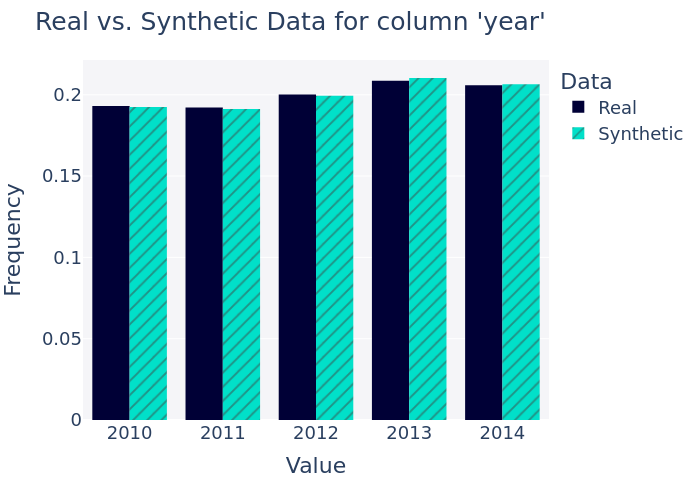 Real vs. Synthetic Data for column 'year'
Data
Real
Synthetic
0.2
0.15
0.1
0.05
0
Frequency
2010 2011 2012 2013 2014
Value